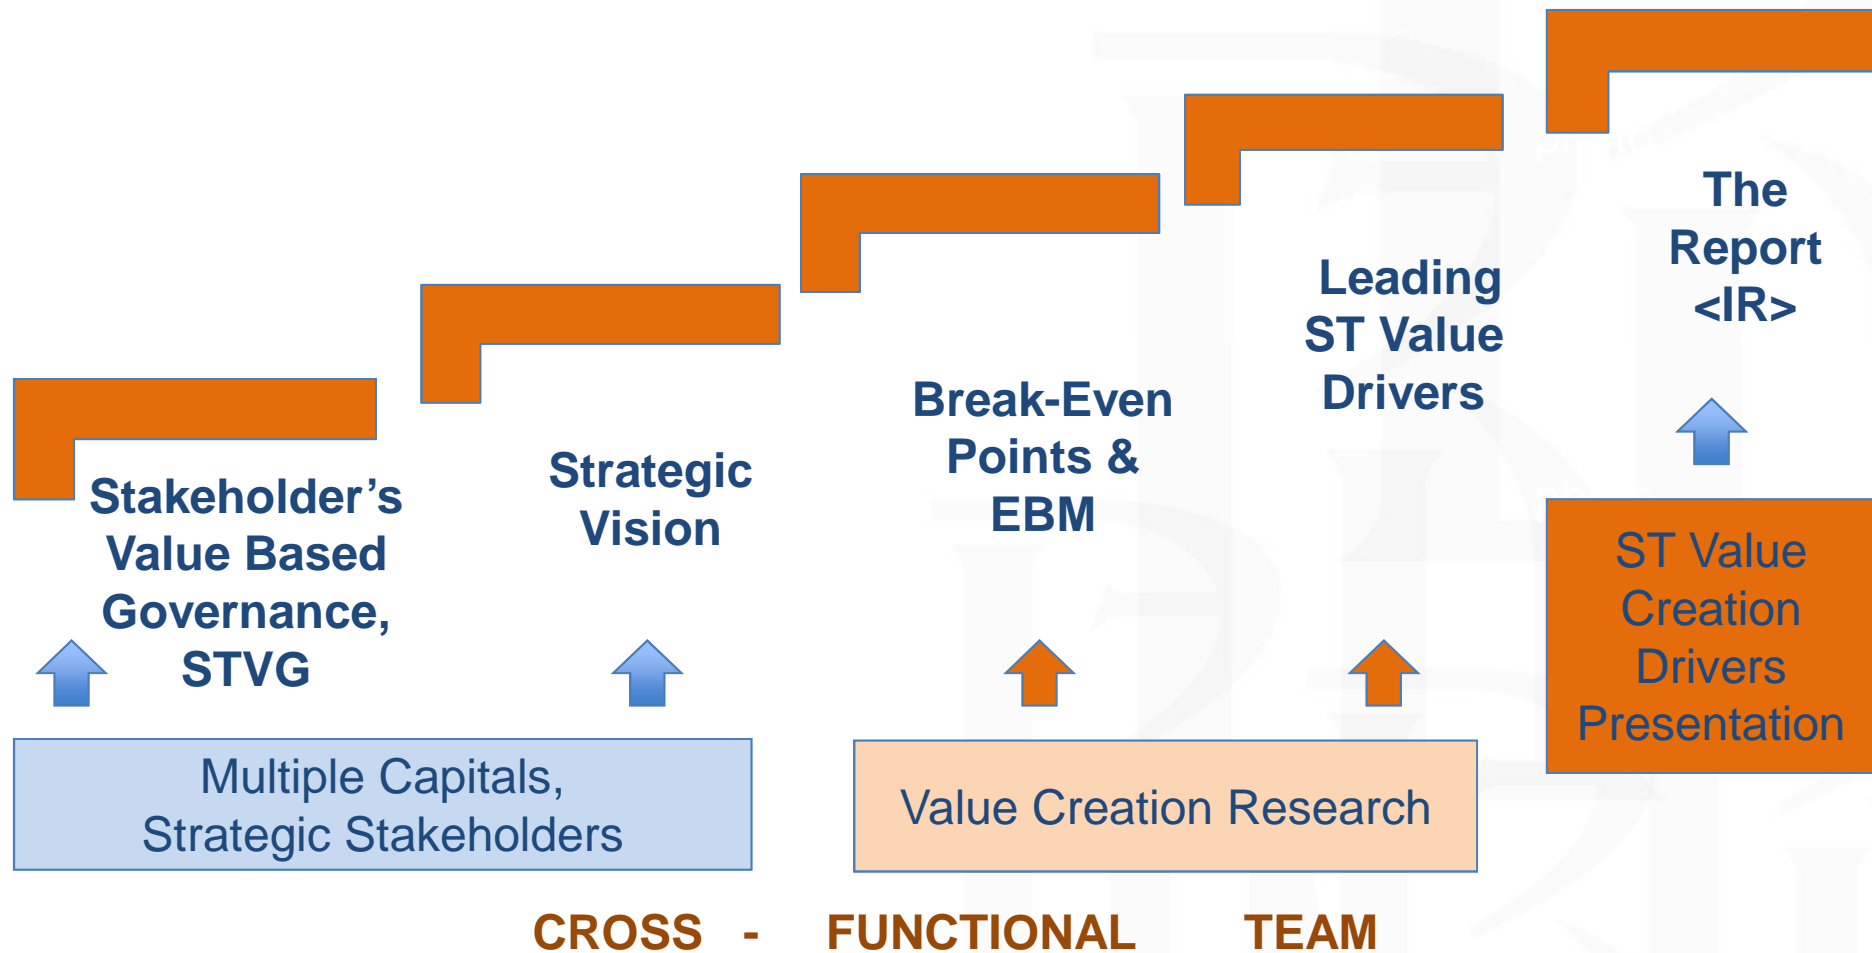 Stakeholder’s
Value Based
Governance,
STVG
Strategic
Vision
Break-Even
Points &
EBM
Leading
ST Value
Drivers
photo
The
Report
<IR>
ST Value
Creation
Drivers
Presentation
Multiple Capitals,
Strategic Stakeholders
Value Creation Research
CROSS - FUNCTIONAL TEAM